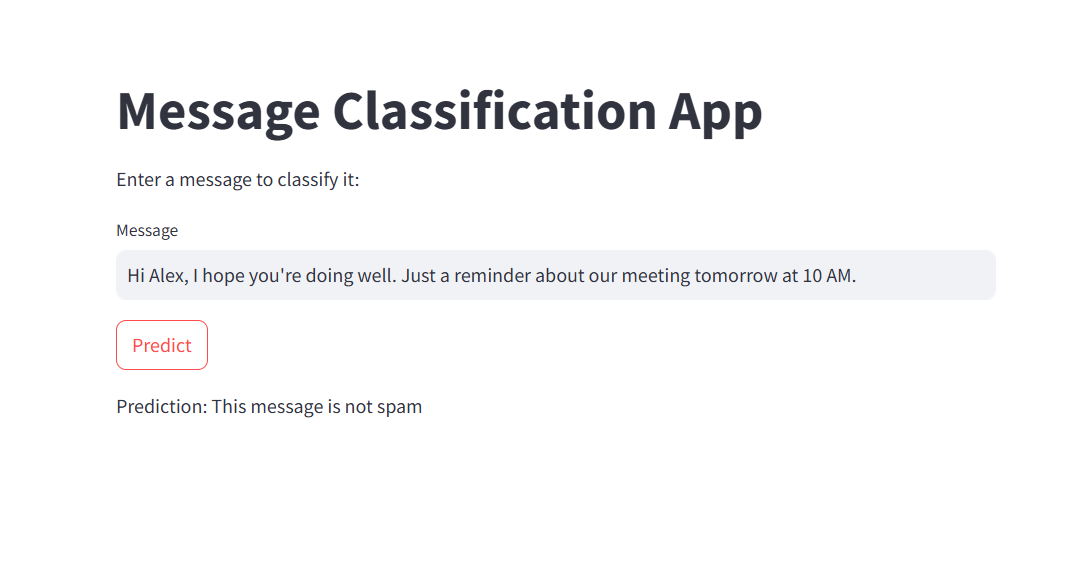 Message Classification App
Enter a message to classify it:
Message
Hi Alex, I hope you're doing well. Just a reminder about our meeting tomorrow at 10 AM.
Predict
Prediction: This message is not spam